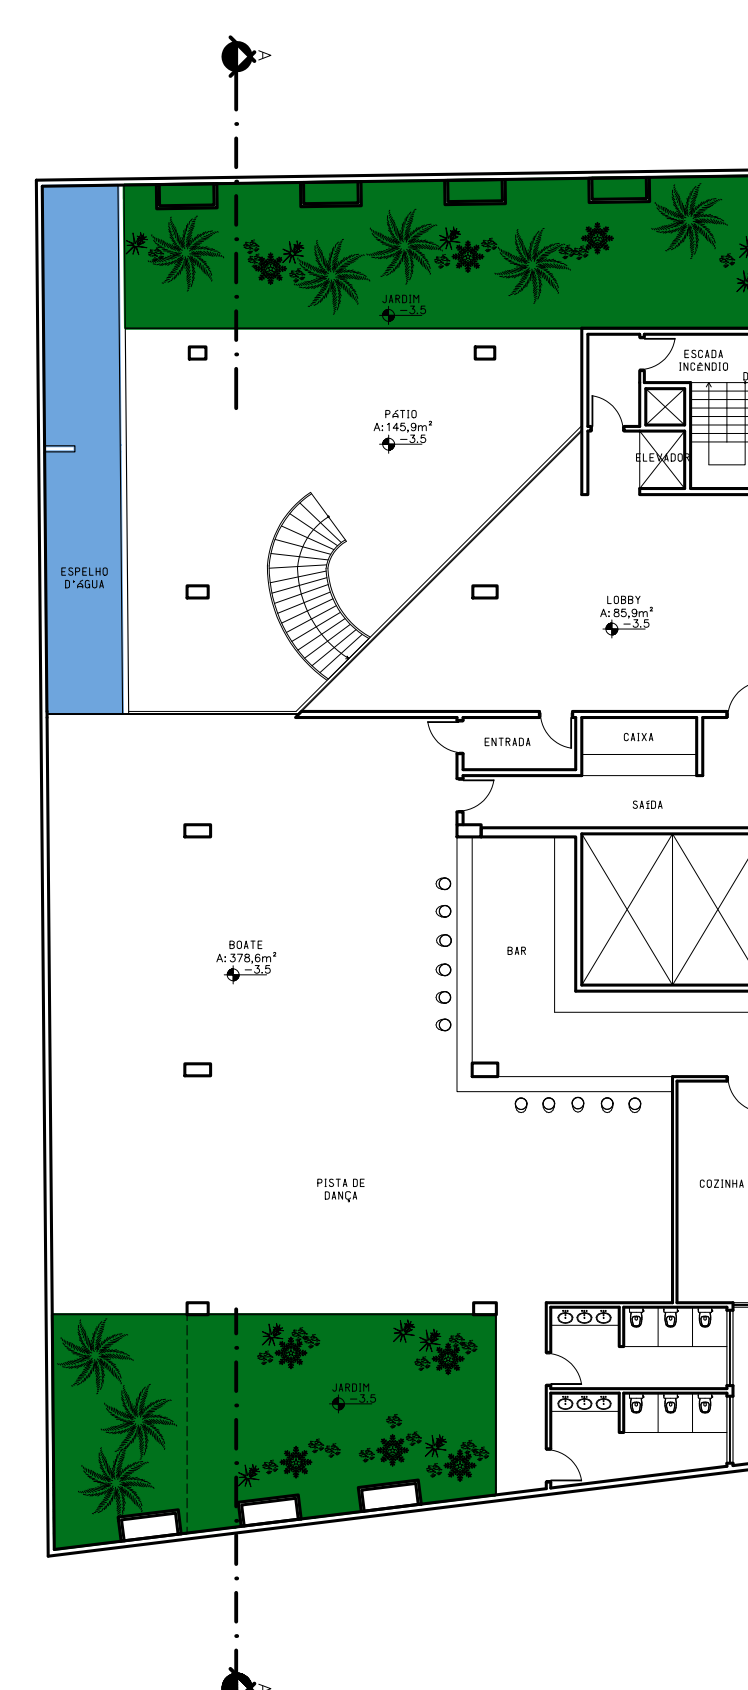 A
JARDIM
-3.5
ESCADA
INCÊNDIO
D
PÁTIO
A:145,9m²
-3.5
ELEVADOR
ESPELHO
D'ÁGUA
LOBBY
A:85,9m²
-3.5
ENTRADA
CAIXA
SAÍDA
BOATE
A:378,6m²
-3.5
BAR
PISTA DE
DANÇA
COZINHA
JARDIM
-3.5
A